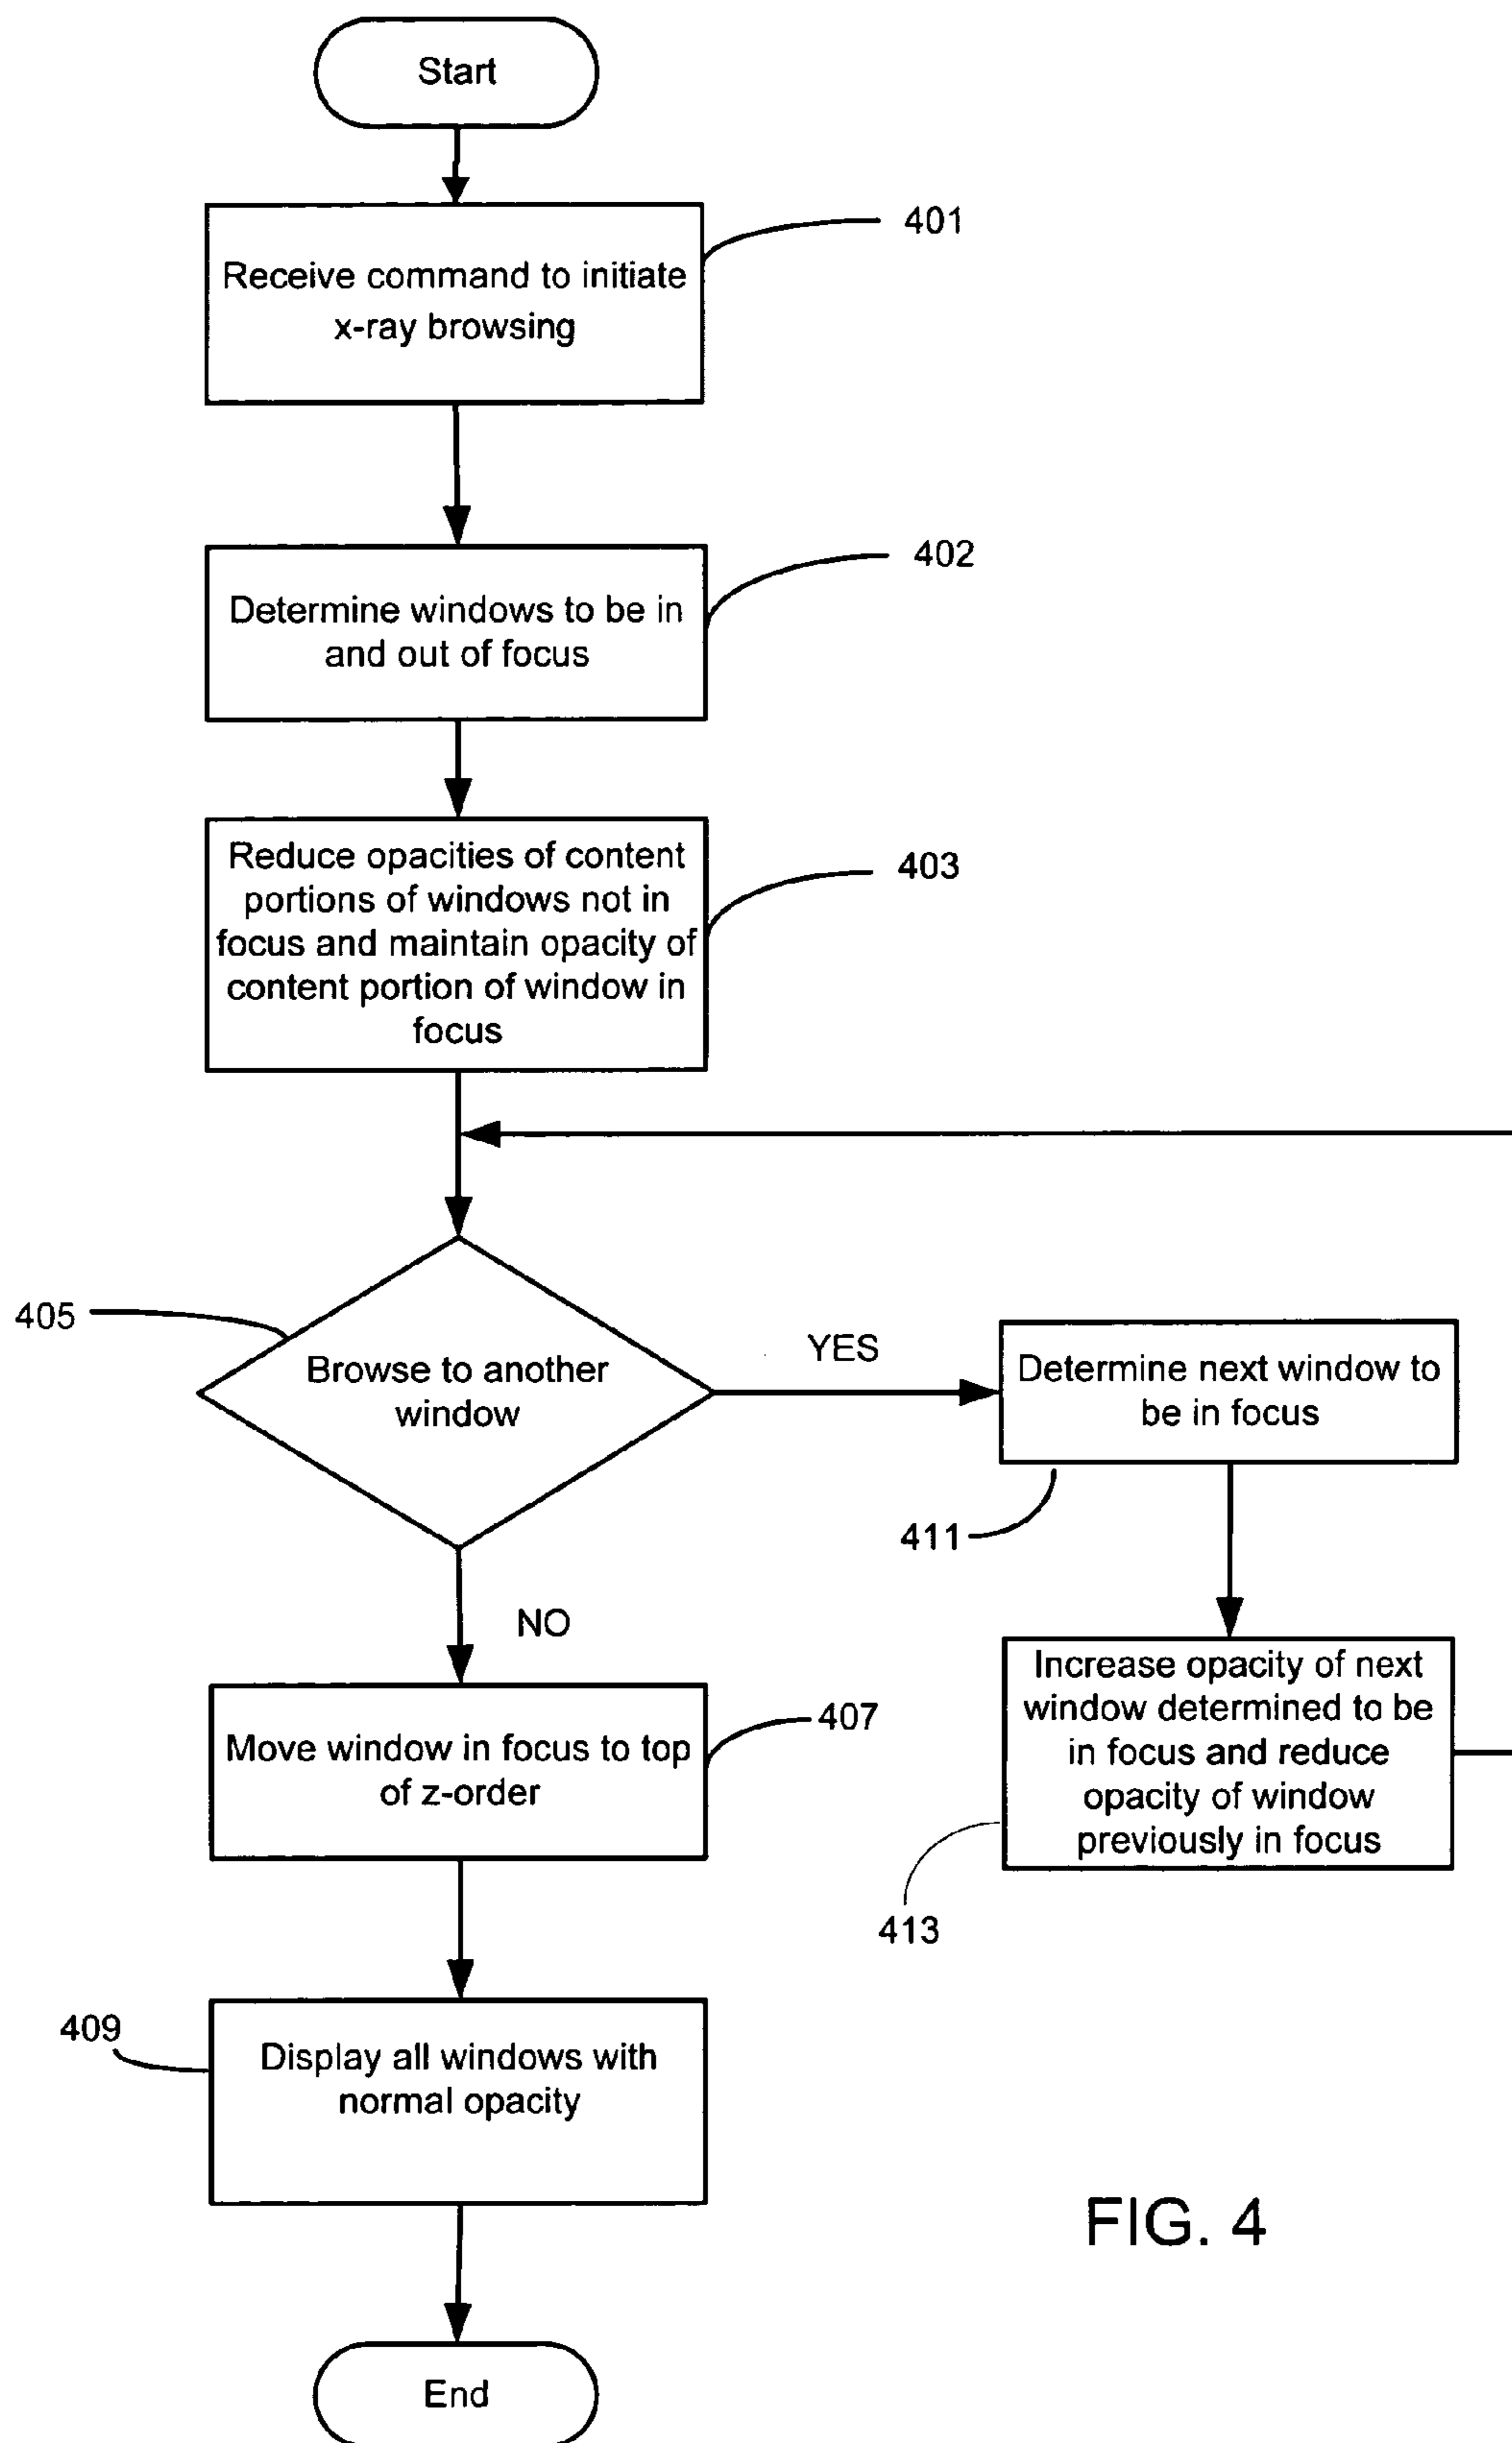 Start
Receive command to initiate
x-ray browsing
401
Determine windows to be in
and out of focus
402
Reduce opacities of content
portions of windows not in
focus and maintain opacity of
content portion of window in
focus
403
405
Browse to another
window
YES
Determine next window to
be in focus
411
NO
Increase opacity of next
window determined to be
in focus and reduce
opacity of window
previously in focus
413
Move window in focus to top
of z-order
407
409
Display all windows with
normal opacity
FIG. 4
End